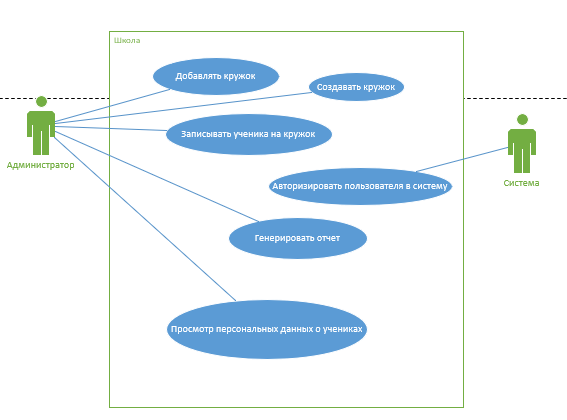 Школа
Добавлять кружок
Создавать кружок
Записывать ученика на кружок
Администратор
Авторизировать пользователя в систему
Система
Генерировать отчет
Просмотр персональных данных о учениках